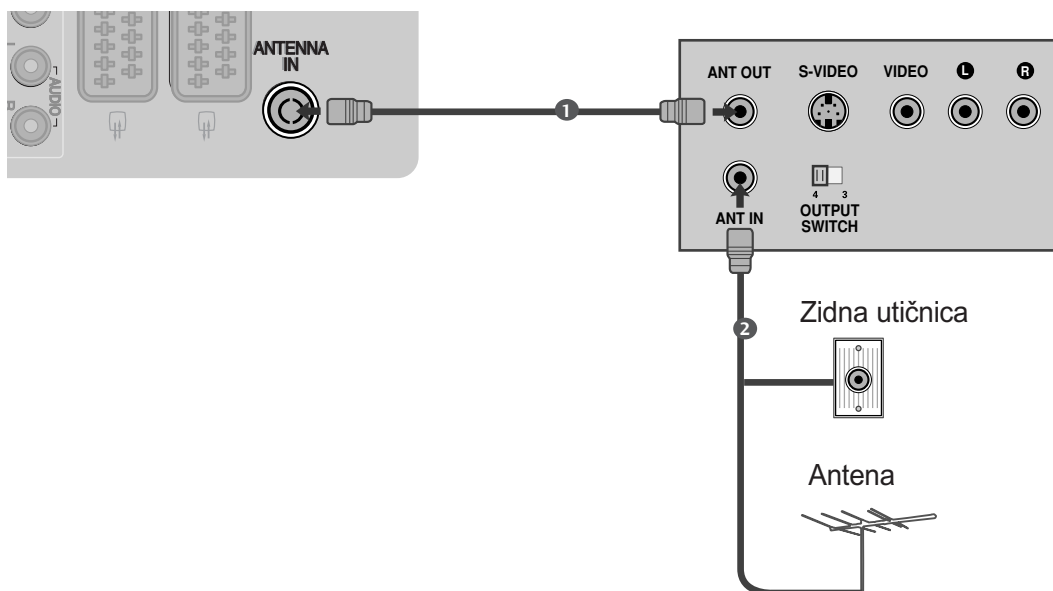 ANTENNA
IN
AUDIO
R
1
ANT OUT
S-VIDEO
VIDEO
L
R
ANT IN
4 3
OUTPUT
SWITCH
2
Zidna utičnica
Antena